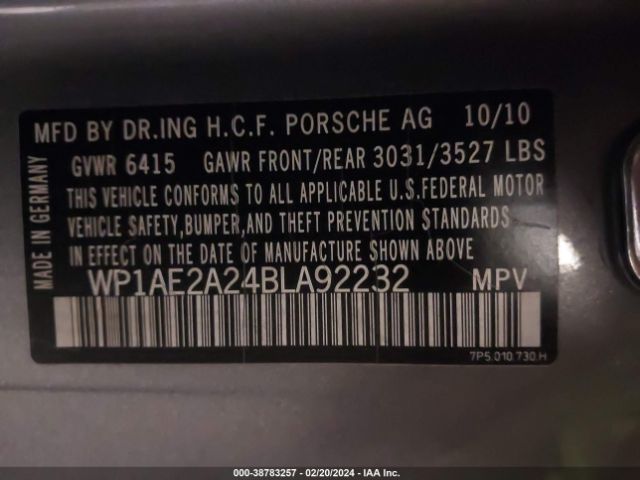 MFD BY DR.ING H.C.F. PORSCHE AG 10/10
GVWR 6415 GAWR FRONT/REAR 3031/3527 LBS
THIS VEHICLE CONFORMS TO ALL APPLICABLE U.S.FEDERAL MOTOR
VEHICLE SAFETY,BUMPER,AND THEFT PREVENTION STANDARDS
IN EFFECT ON THE DATE OF MANUFACTURE SHOWN ABOVE
WP1AE2A24BLA92232 MPV
7P5.010.730.H
MADE IN GERMANY
000-38783257 - 02/20/2024 - IAA Inc.